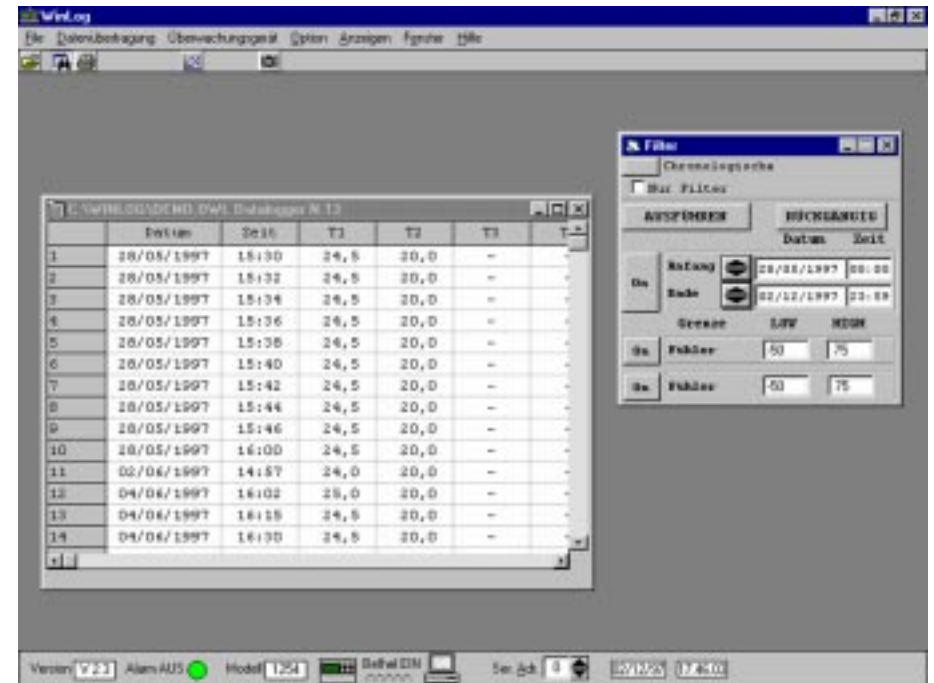 WinLog
File Datenübertragung Überwachungsgerät Option Anzeigen Fenster Hilfe
Filter
Chronologische
Nur Filter
AUSFÜHREN RÜCKGÄNGIG
Datum Zeit
On
Anfang 28/05/1997 00:00
Ende 02/12/1997 23:59
Grenze LOW HIGH
On Fühler -50 75
On Fühler -50 75
C:\WINLOG\DEMO.DWL Datalogger N.13
Datum Zeit T1 T2 T3
1 28/05/1997 15:30 24,5 20,0 -
2 28/05/1997 15:32 24,5 20,0 -
3 28/05/1997 15:34 24,5 20,0 -
4 28/05/1997 15:36 24,5 20,0 -
5 28/05/1997 15:38 24,5 20,0 -
6 28/05/1997 15:40 24,5 20,0 -
7 28/05/1997 15:42 24,5 20,0 -
8 28/05/1997 15:44 24,5 20,0 -
9 28/05/1997 15:46 24,5 20,0 -
10 28/05/1997 16:00 24,5 20,0 -
11 02/06/1997 14:57 24,0 20,0 -
12 04/06/1997 16:02 25,0 20,0 -
13 04/06/1997 16:15 24,5 20,0 -
14 04/06/1997 16:30 24,5 20,0 -
Version V 2.3 Alarm AUS Modell 1254 EIN Ser. Adr. 0 02/12/97